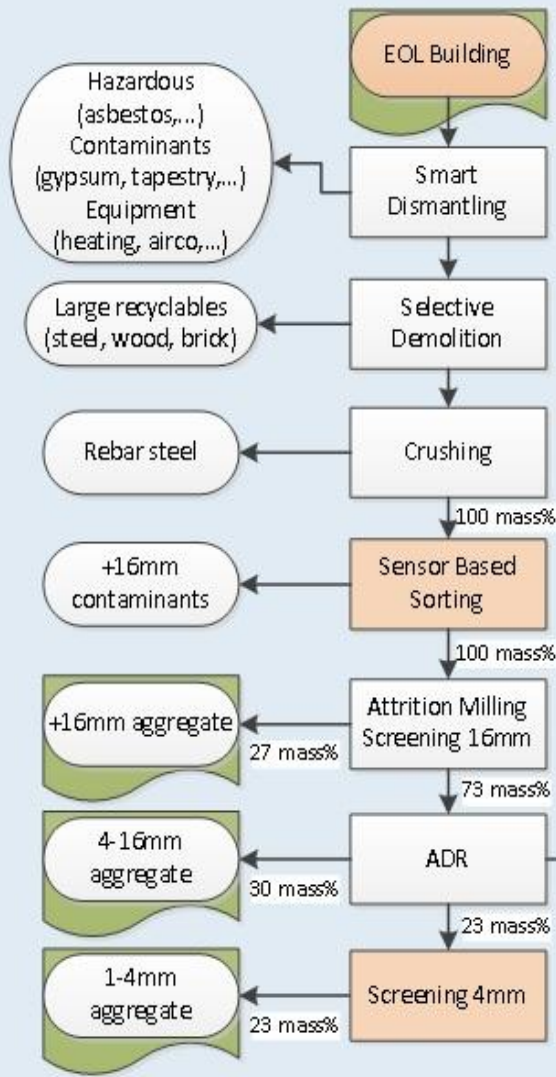 EOL Building
Hazardous
(asbestos,...)
Contaminants
(gypsum, tapestry,...)
Equipment
(heating, airco,...)
Smart
Dismantling
Large recyclables
(steel, wood, brick)
Selective
Demolition
Rebar steel
Crushing
100 mass%
+16mm
contaminants
Sensor Based
Sorting
100 mass%
+16mm aggregate
27 mass%
Attrition Milling
Screening 16mm
73 mass%
4-16mm
aggregate
30 mass%
ADR
23 mass%
1-4mm
aggregate
23 mass%
Screening 4mm